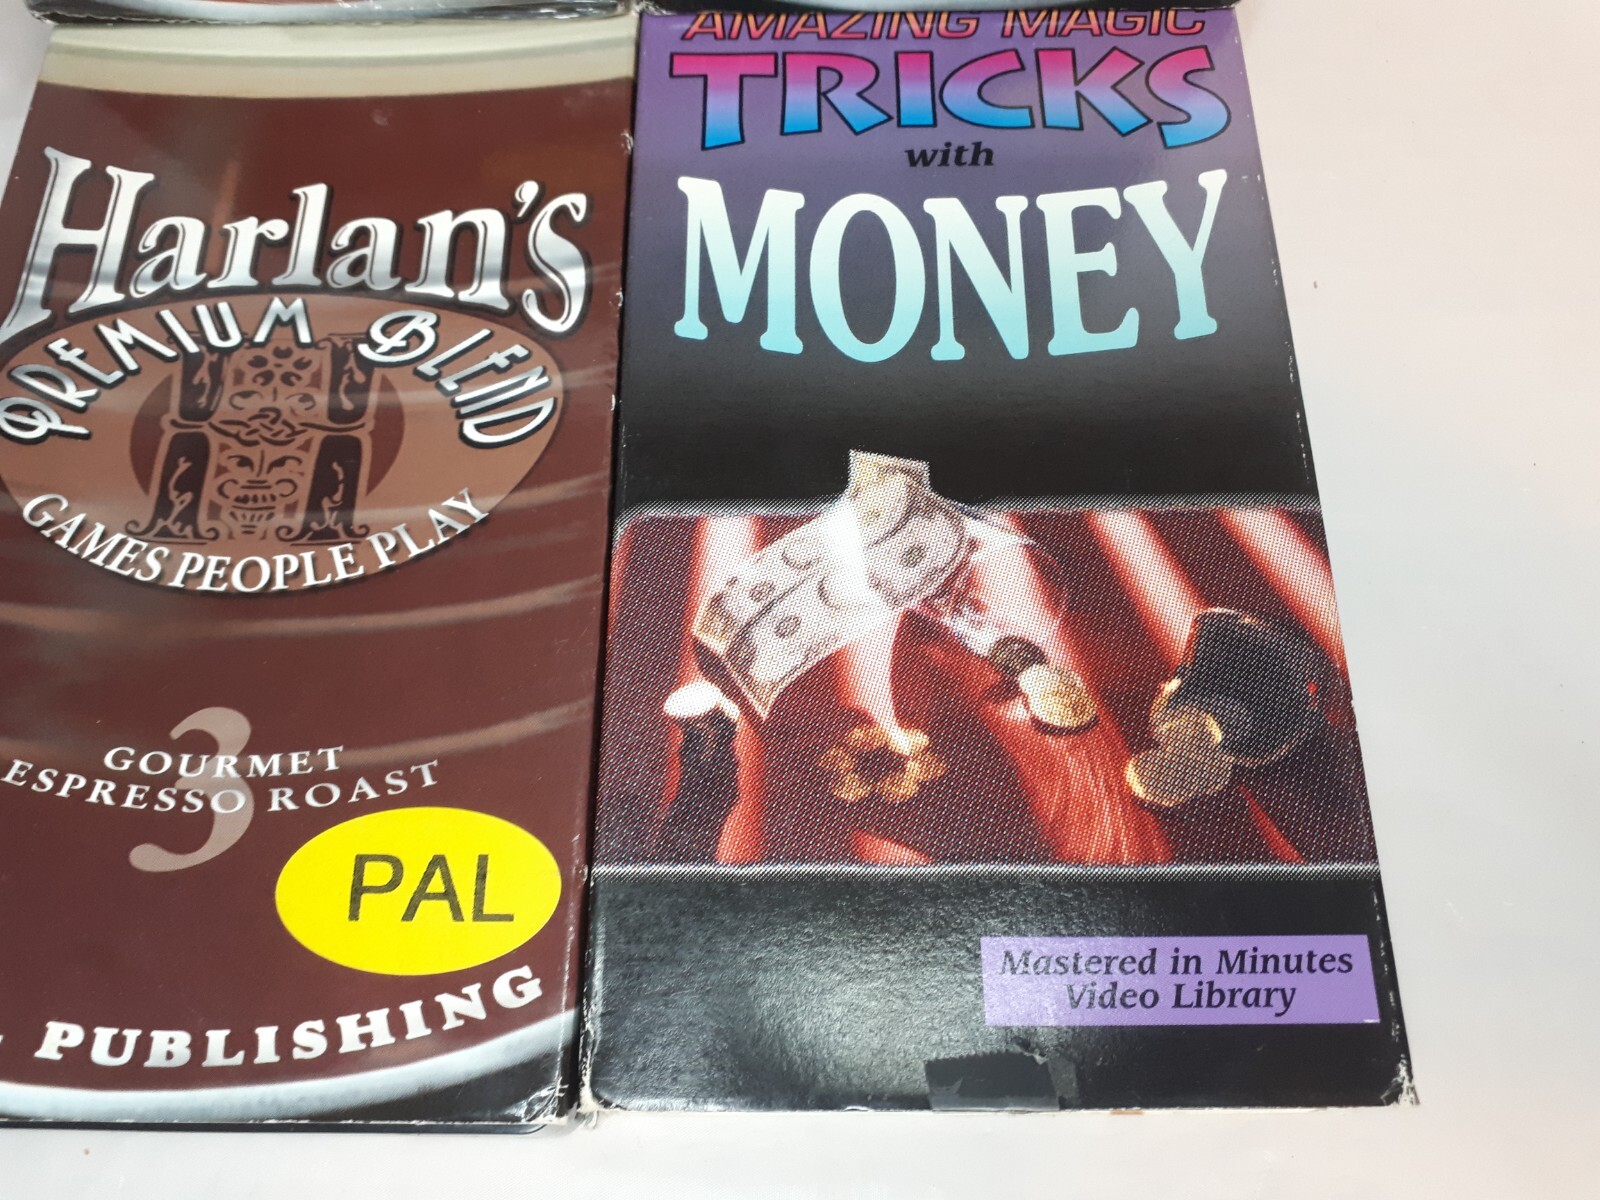 Harlan's
PREMIUM BLEND
GAMES PEOPLE PLAY
3
GOURMET
ESPRESSO ROAST
PAL
PUBLISHING
AMAZING MAGIC
TRICKS
with
MONEY
Mastered in Minutes
Video Library